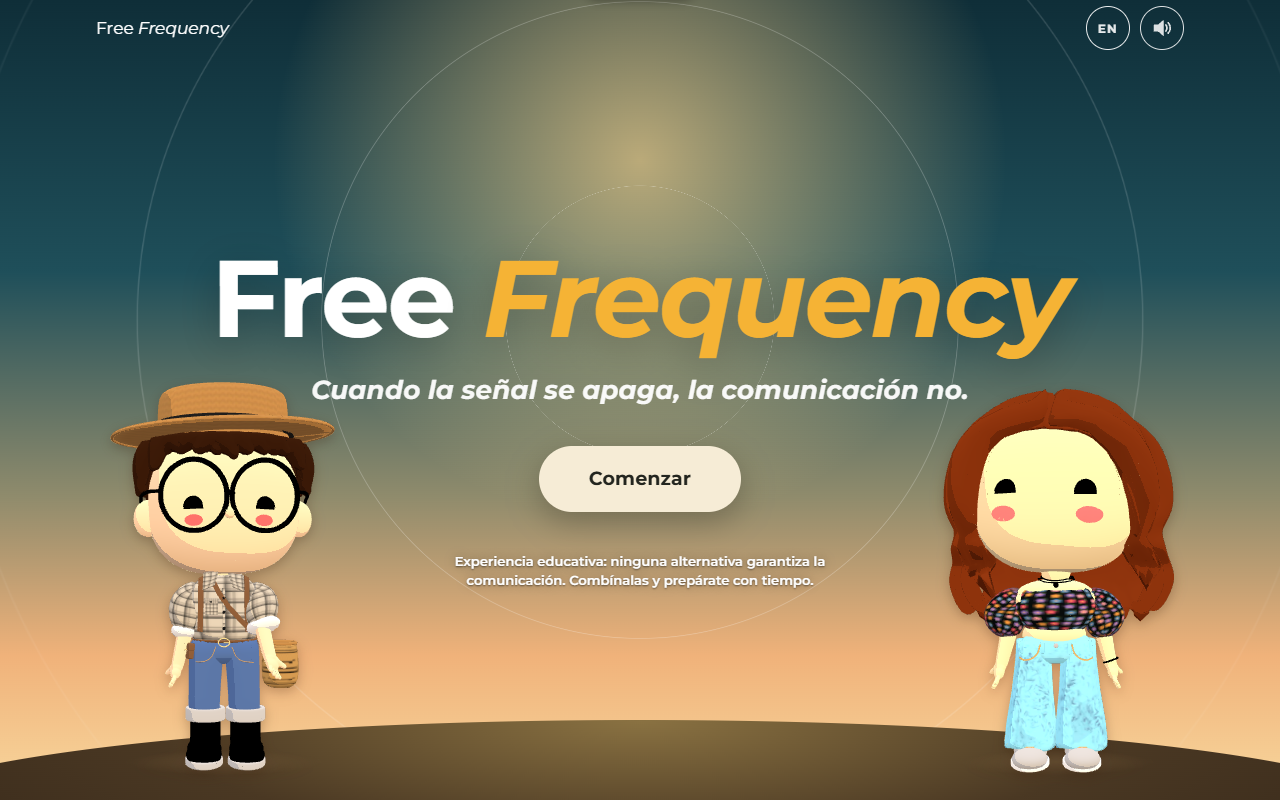 Free Frequency
EN
Free Frequency
Cuando la señal se apaga, la comunicación no.
Comenzar
Experiencia educativa: ninguna alternativa garantiza la
comunicación. Combínalas y prepárate con tiempo.